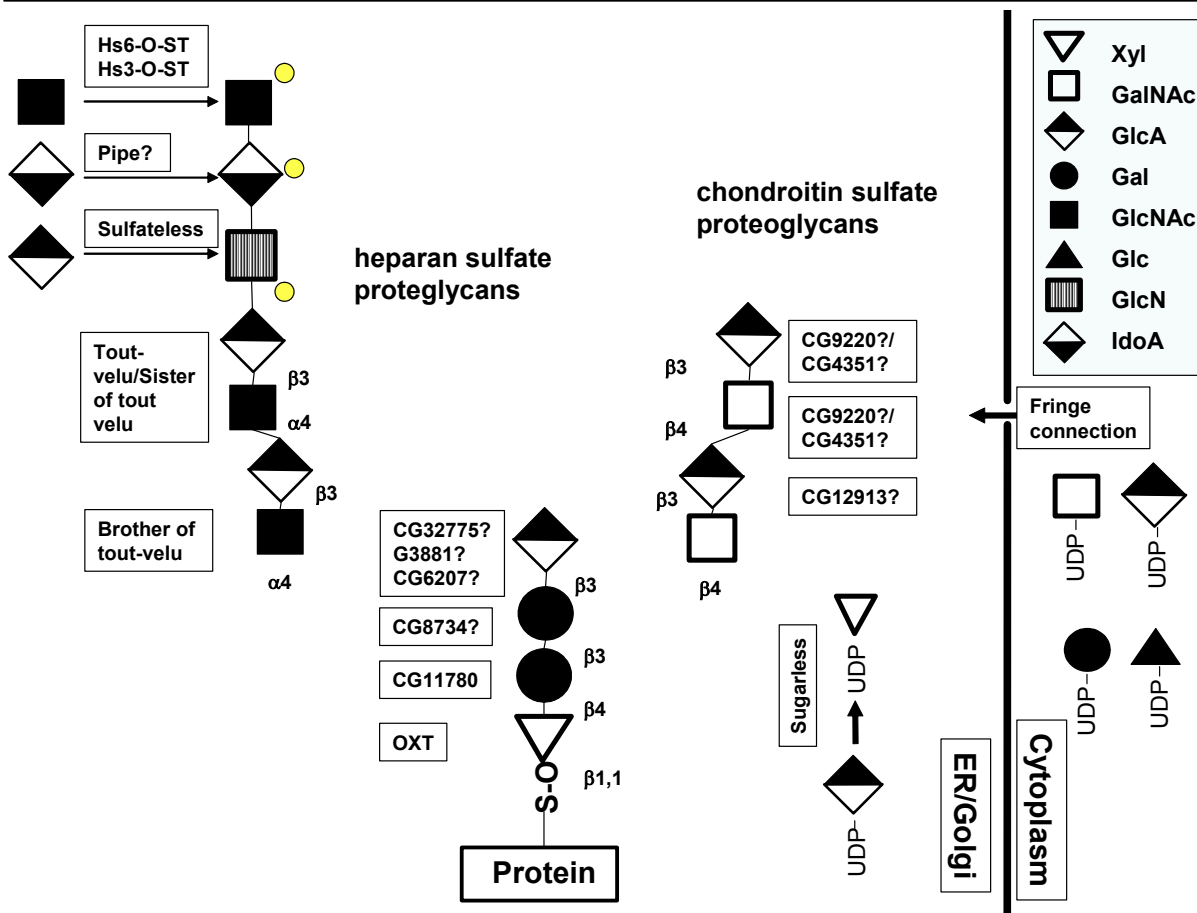 Hs6-O-ST
Hs3-O-ST
Pipe?
Sulfateless
heparan sulfate
proteglycans
Tout-
velu/Sister
of tout
velu
β3
α4
β3
Brother of
tout-velu
α4
chondroitin sulfate
proteoglycans
CG9220?/
CG4351?
β3
CG9220?/
CG4351?
β4
β3
CG12913?
β4
CG32775?
G3881?
CG6207?
β3
CG8734?
β3
CG11780
β4
OXT
β1,1
S-O
Protein
Sugarless
UDP
UDP
ER/Golgi
Cytoplasm
Xyl
GalNAc
GlcA
Gal
GlcNAc
Glc
GlcN
IdoA
Fringe
connection
UDP
UDP
UDP
UDP